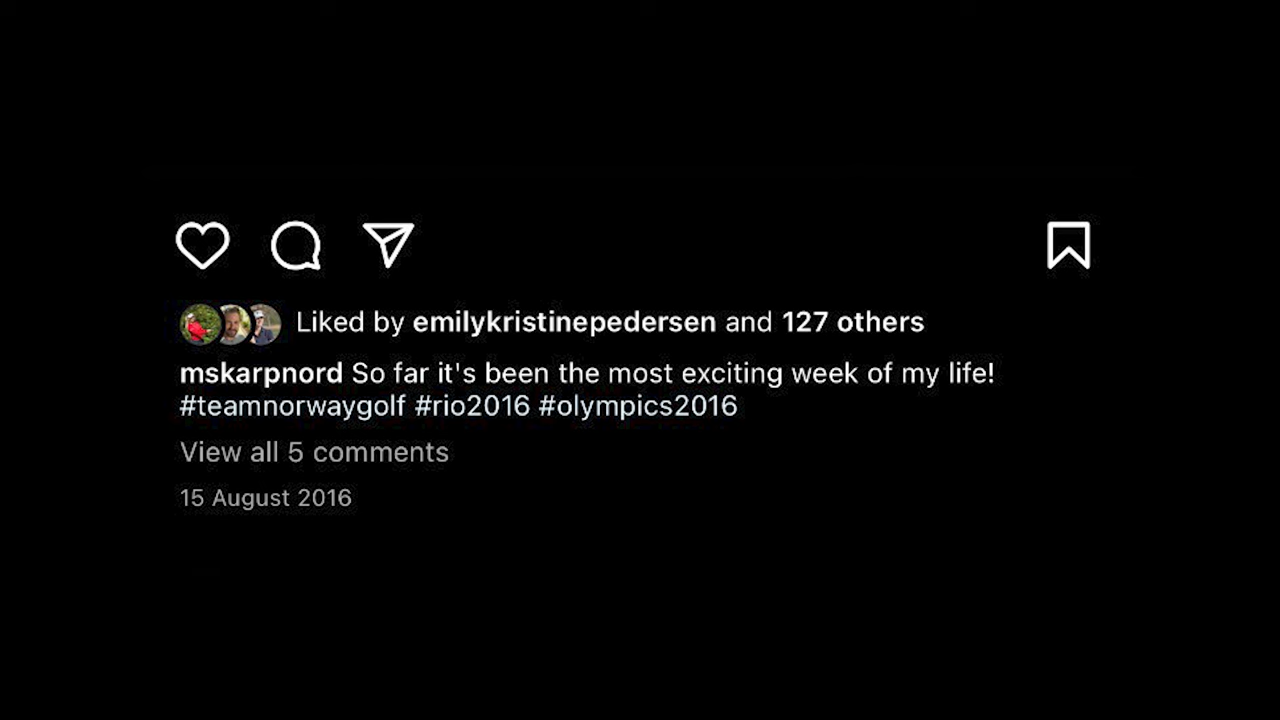 Liked by emilykristinepedersen and 127 others
mskarpnord So far it's been the most exciting week of my life!
#teamnorwaygolf #rio2016 #olympics2016
View all 5 comments
15 August 2016